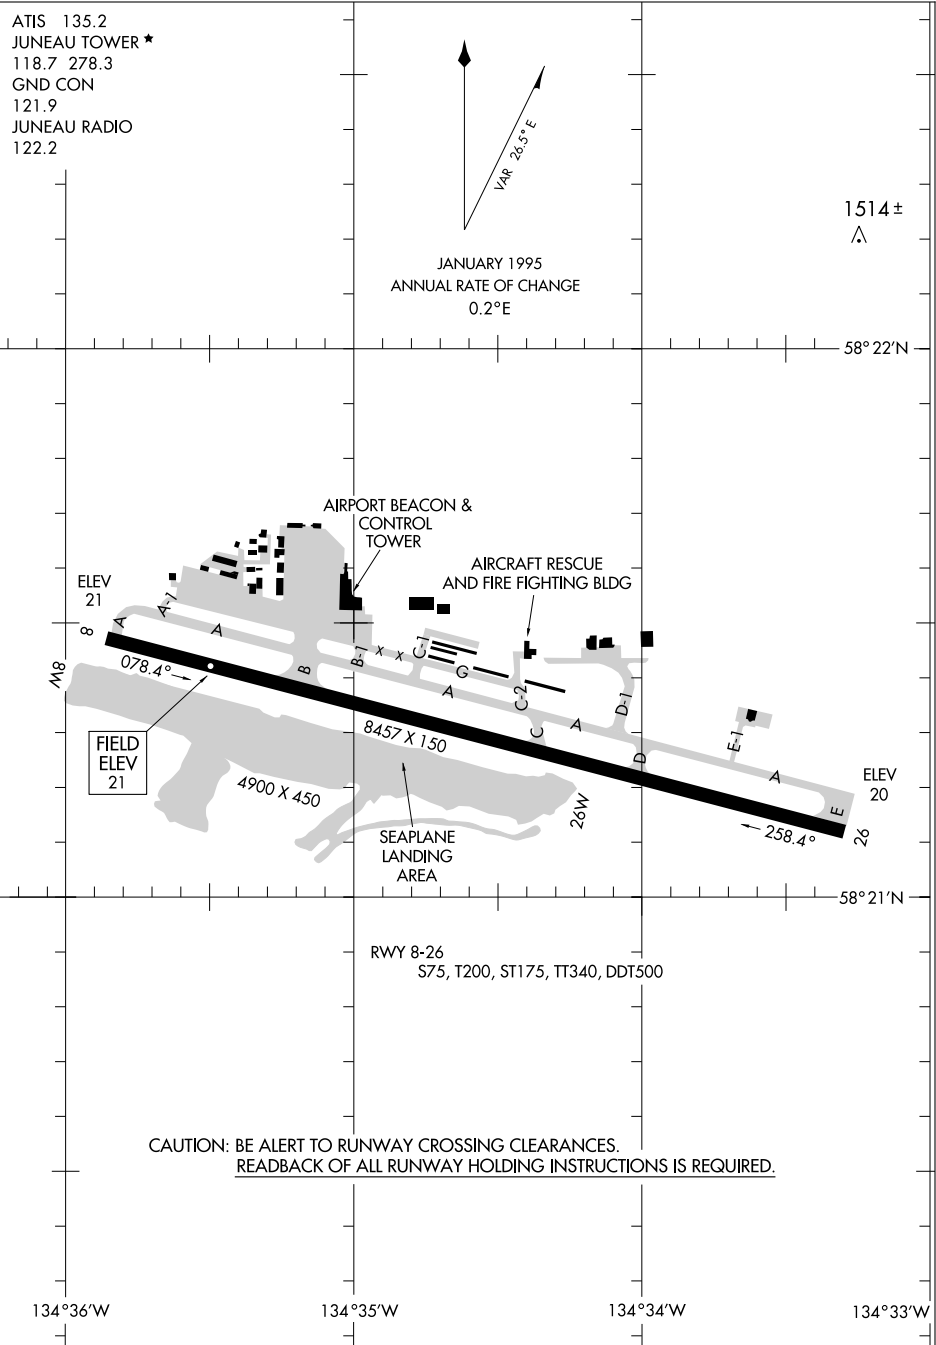 ATIS 135.2
JUNEAU TOWER ★
118.7 278.3
GND CON
121.9
JUNEAU RADIO
122.2
VAR 26.5° E
JANUARY 1995
ANNUAL RATE OF CHANGE
0.2°E
1514 ±
58° 22'N
AIRPORT BEACON &
CONTROL
TOWER
AIRCRAFT RESCUE
AND FIRE FIGHTING BLDG
ELEV
21
8
A
A-1
A
B
B-1
X X
C-1
G
A
C-2
C
A
D-1
D
E-1
A
E
ELEV
20
26
8W
078.4°
8457 X 150
FIELD
ELEV
21
4900 X 450
26W
258.4°
SEAPLANE
LANDING
AREA
58° 21'N
RWY 8-26
S75, T200, ST175, TT340, DDT500
CAUTION: BE ALERT TO RUNWAY CROSSING CLEARANCES.
READBACK OF ALL RUNWAY HOLDING INSTRUCTIONS IS REQUIRED.
134°36'W
134°35'W
134°34'W
134°33'W